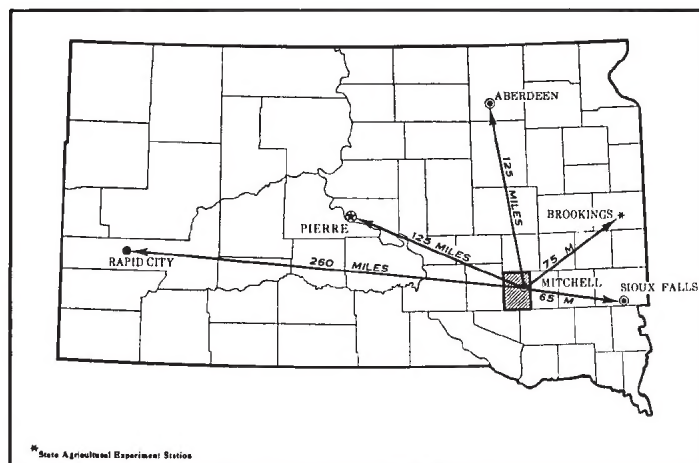 ABERDEEN
125 MILES
BROOKINGS *
PIERRE
125 MILES
75 M
RAPID CITY
260 MILES
MITCHELL
SIOUX FALLS
65 M
*State Agricultural Experiment Station